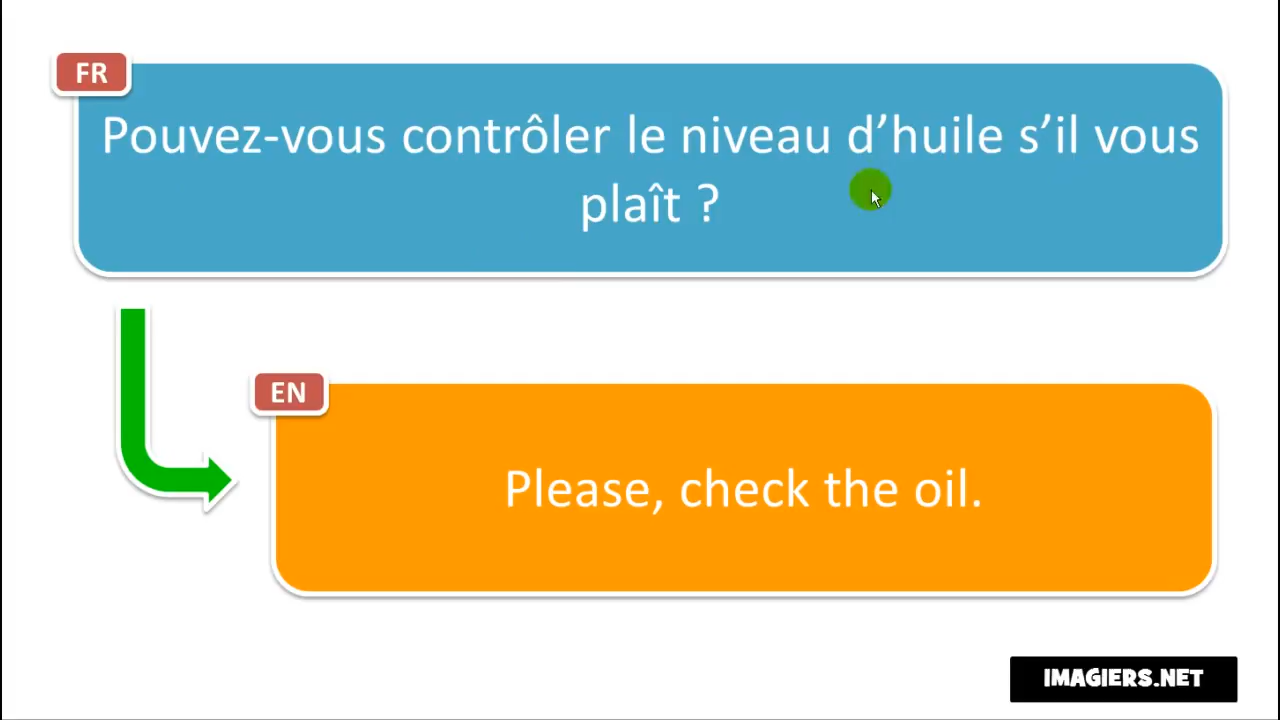 FR
Pouvez-vous contrôler le niveau d’huile s’il vous
plaît ?
EN
Please, check the oil.
IMAGIERS.NET